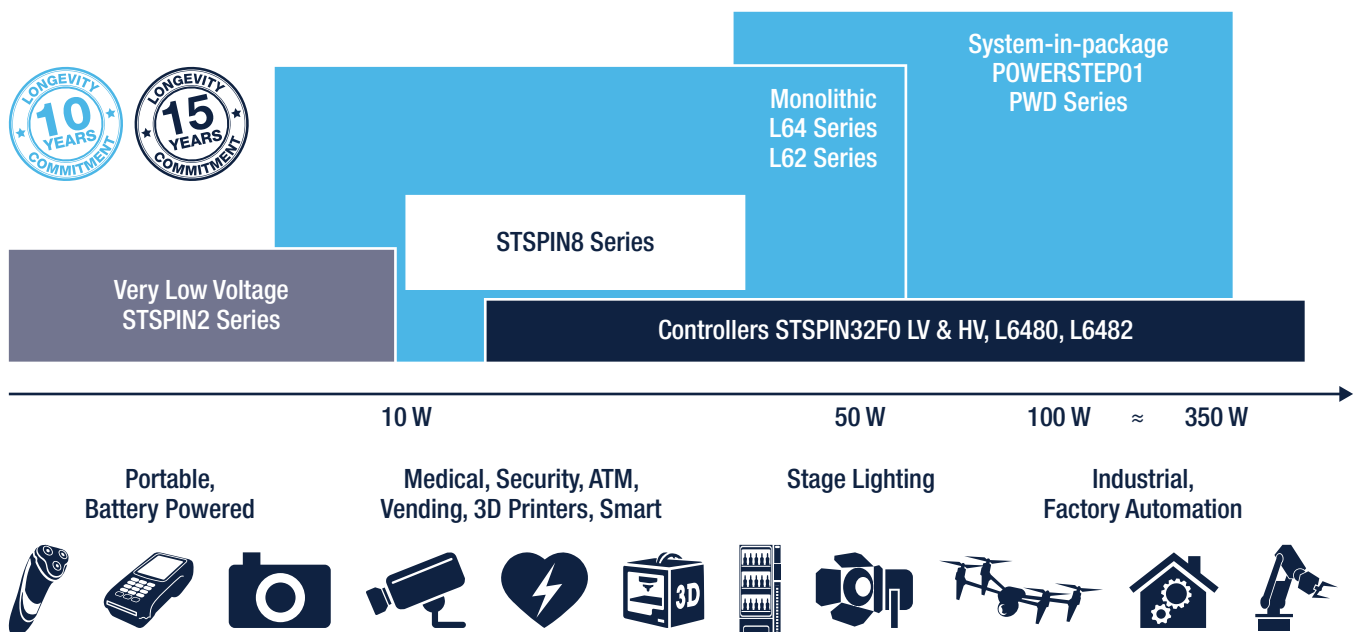 LONGEVITY
10
YEARS
COMMITMENT
LONGEVITY
15
YEARS
COMMITMENT
System-in-package
POWERSTEP01
PWD Series
Monolithic
L64 Series
L62 Series
STSPIN8 Series
Very Low Voltage
STSPIN2 Series
Controllers STSPIN32F0 LV & HV, L6480, L6482
10 W
50 W
100 W
≈
350 W
Portable,
Battery Powered
Medical, Security, ATM,
Vending, 3D Printers, Smart
Stage Lighting
Industrial,
Factory Automation
3D